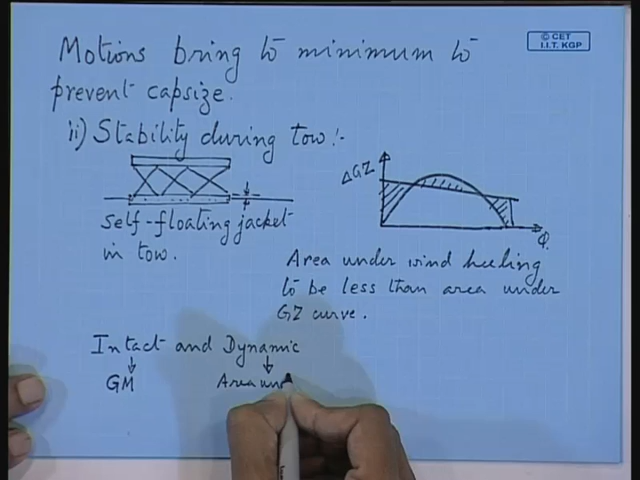 © CET
I.I.T. KGP
Motions bring to minimum to
prevent capsize.
ii) Stability during tow :-
self-floating jacket
in tow.
ΔGZ
Φ.
Area under wind heeling
to be less than area under
GZ curve.
Intact and Dynamic
GM
Area un